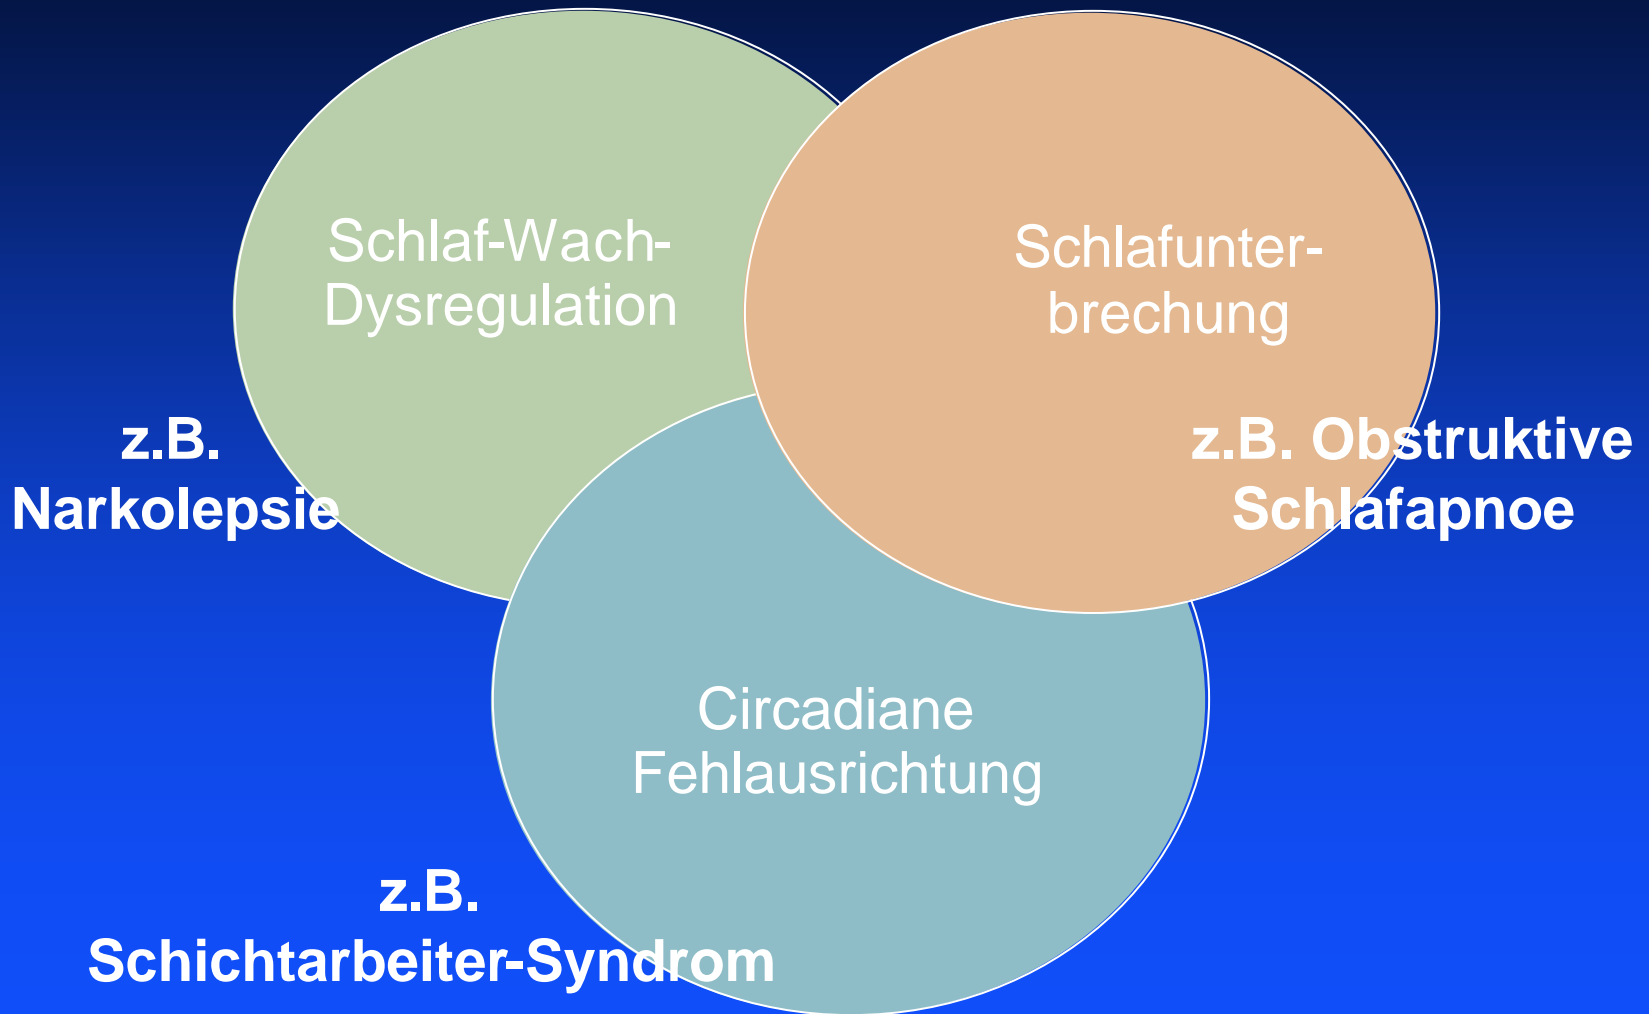 Schlaf-Wach-
Dysregulation
Schlafunter-
brechung
z.B.
Narkolepsie
z.B. Obstruktive
Schlafapnoe
Circadiane
Fehlausrichtung
z.B.
Schichtarbeiter-Syndrom